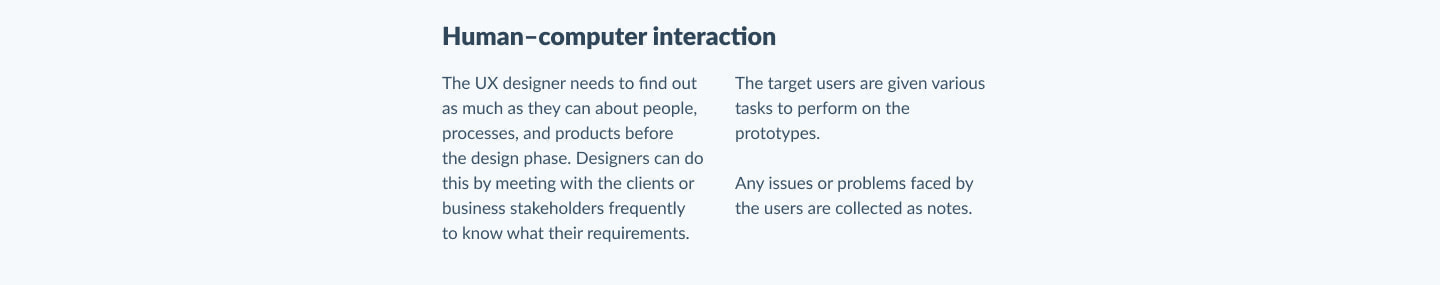 Human–computer interaction
The UX designer needs to find out
as much as they can about people,
processes, and products before
the design phase. Designers can do
this by meeting with the clients or
business stakeholders frequently
to know what their requirements.
The target users are given various
tasks to perform on the
prototypes.
Any issues or problems faced by
the users are collected as notes.